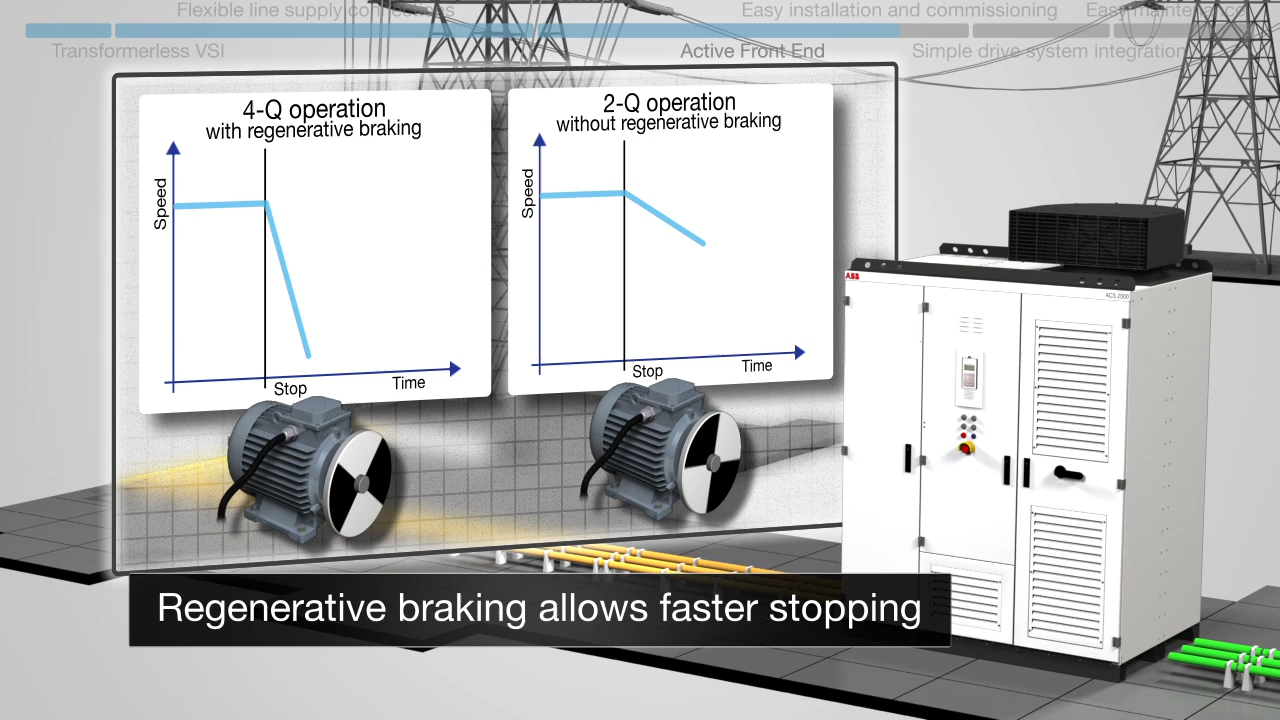 Flexible line supply connections
Easy installation and commissioning
Transformerless VSI
Active Front End
Simple drive system integration
4-Q operation
with regenerative braking
Speed
Stop
Time
2-Q operation
without regenerative braking
Speed
Stop
Time
ABB
ACS 2000
Regenerative braking allows faster stopping